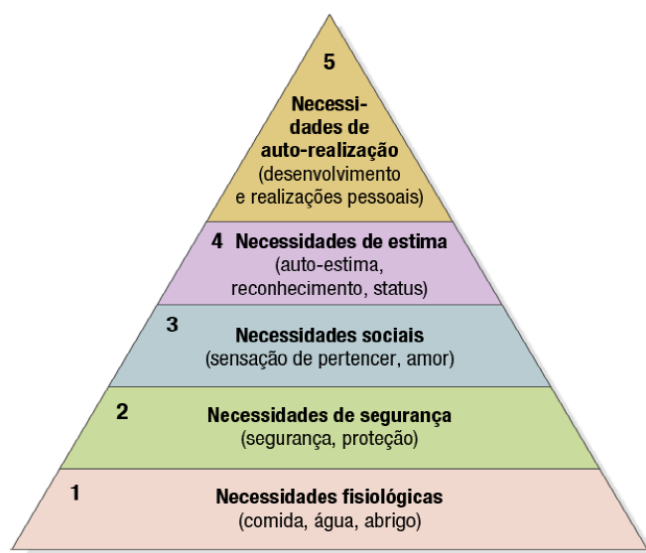 5
Necessi-
dades de
auto-realização
(desenvolvimento
e realizações pessoais)
4 Necessidades de estima
(auto-estima,
reconhecimento, status)
3
Necessidades sociais
(sensação de pertencer, amor)
2
Necessidades de segurança
(segurança, proteção)
1
Necessidades fisiológicas
(comida, água, abrigo)